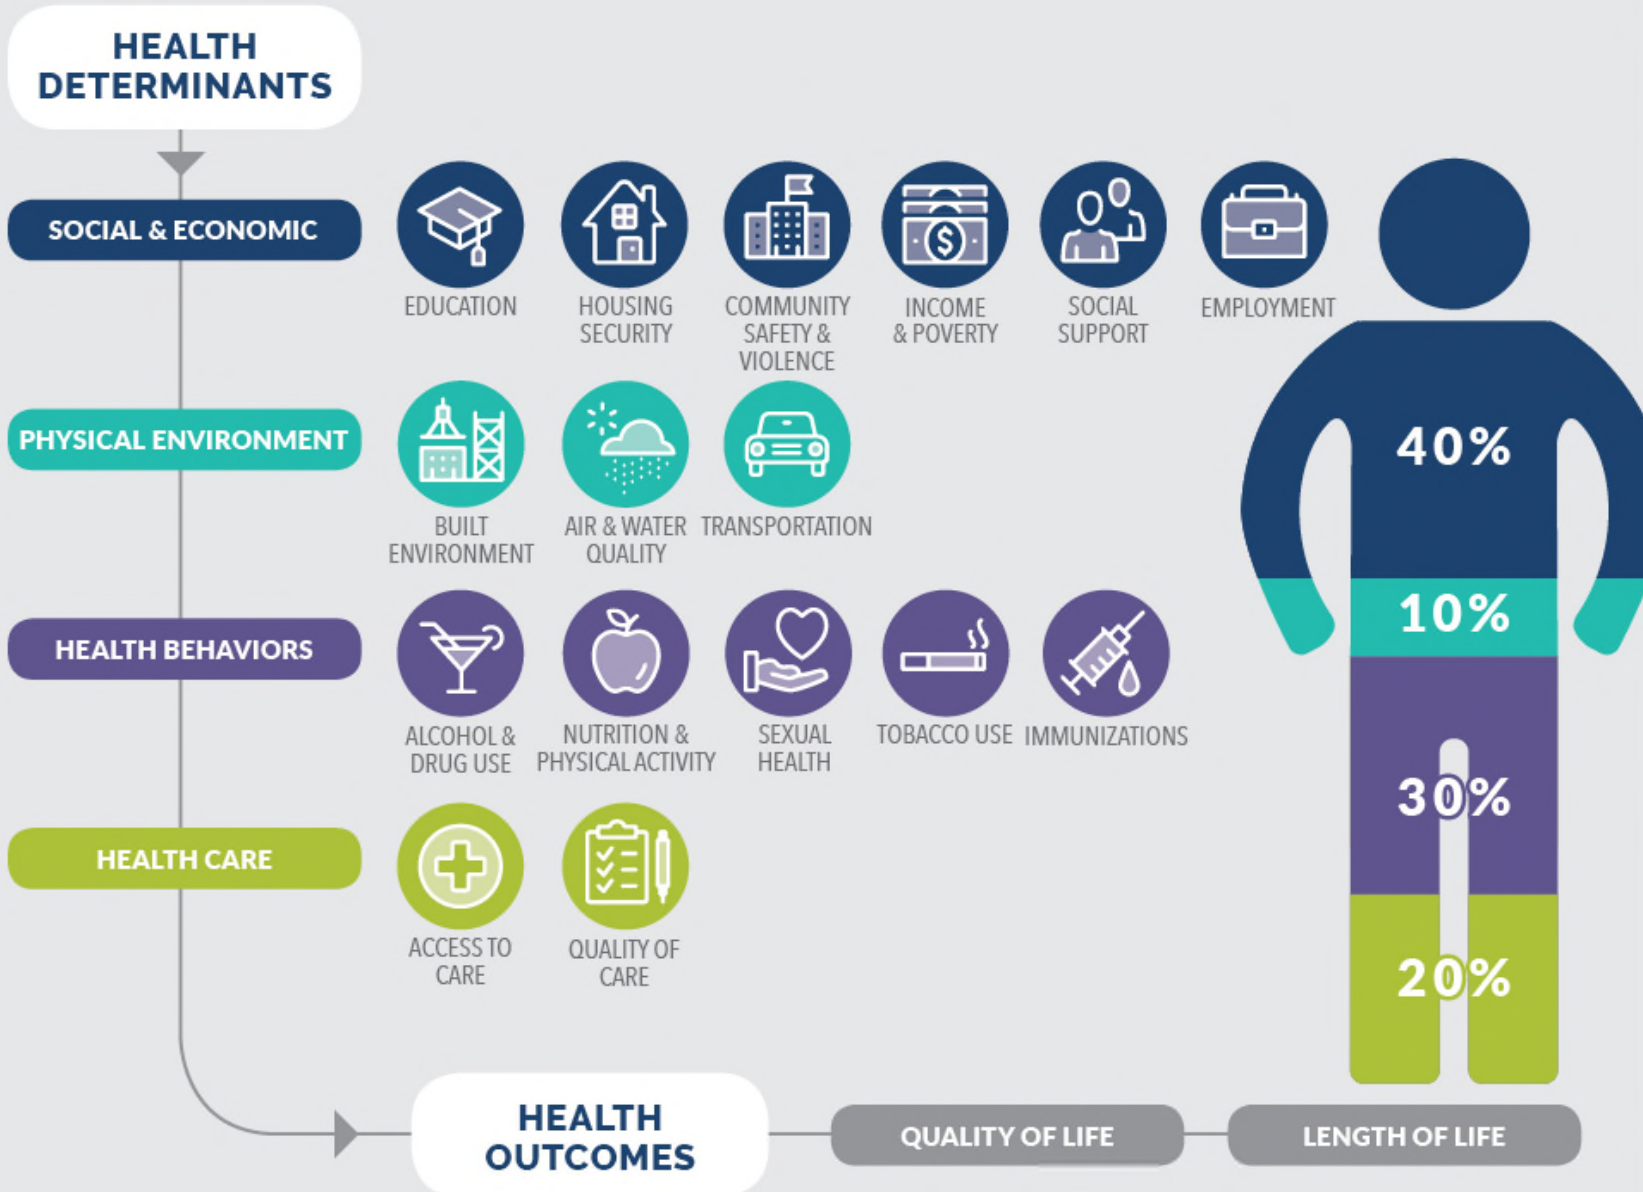 HEALTH
DETERMINANTS
SOCIAL & ECONOMIC
EDUCATION
HOUSING
SECURITY
COMMUNITY
SAFETY &
VIOLENCE
INCOME
& POVERTY
SOCIAL
SUPPORT
EMPLOYMENT
40%
PHYSICAL ENVIRONMENT
BUILT
ENVIRONMENT
AIR & WATER
QUALITY
TRANSPORTATION
10%
HEALTH BEHAVIORS
ALCOHOL &
DRUG USE
NUTRITION &
PHYSICAL ACTIVITY
SEXUAL
HEALTH
TOBACCO USE
IMMUNIZATIONS
30%
HEALTH CARE
ACCESS TO
CARE
QUALITY OF
CARE
20%
HEALTH
OUTCOMES
QUALITY OF LIFE
LENGTH OF LIFE